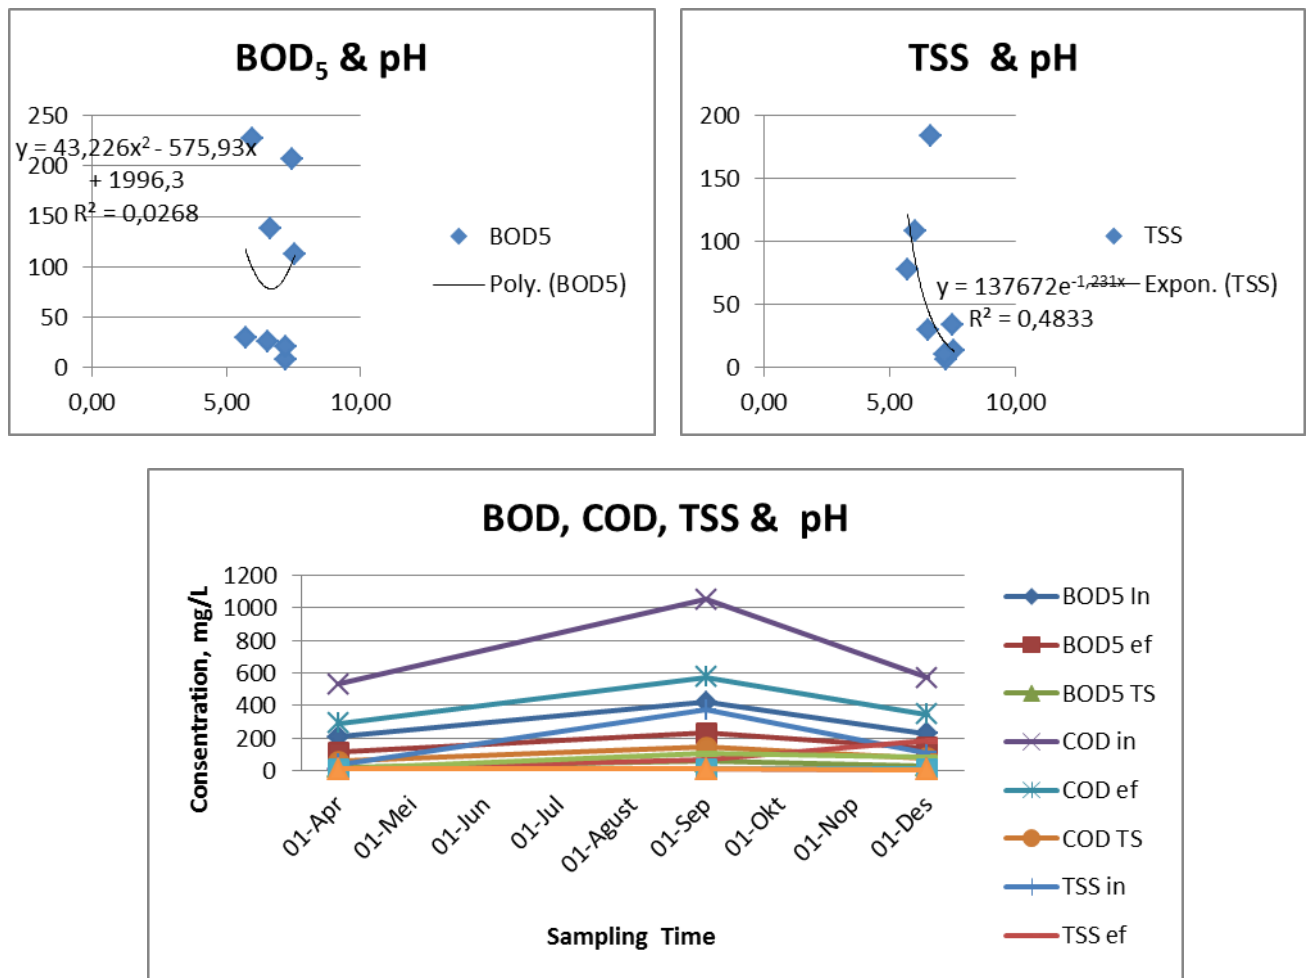 BOD5 & pH
250
200
150
100
50
0
y = 43,226x² - 575,93x
+ 1996,3
R² = 0,0268
0,00 5,00 10,00
BOD5
Poly. (BOD5)
TSS & pH
200
150
100
50
0
y = 137672e-1,231x
R² = 0,4833
0,00 5,00 10,00
TSS
Expon. (TSS)
BOD, COD, TSS & pH
Consentration, mg/L
1200
1000
800
600
400
200
0
01-Apr
01-Mei
01-Jun
01-Jul
01-Agust
01-Sep
01-Okt
01-Nop
01-Des
Sampling Time
BOD5 In
BOD5 ef
BOD5 TS
COD in
COD ef
COD TS
TSS in
TSS ef